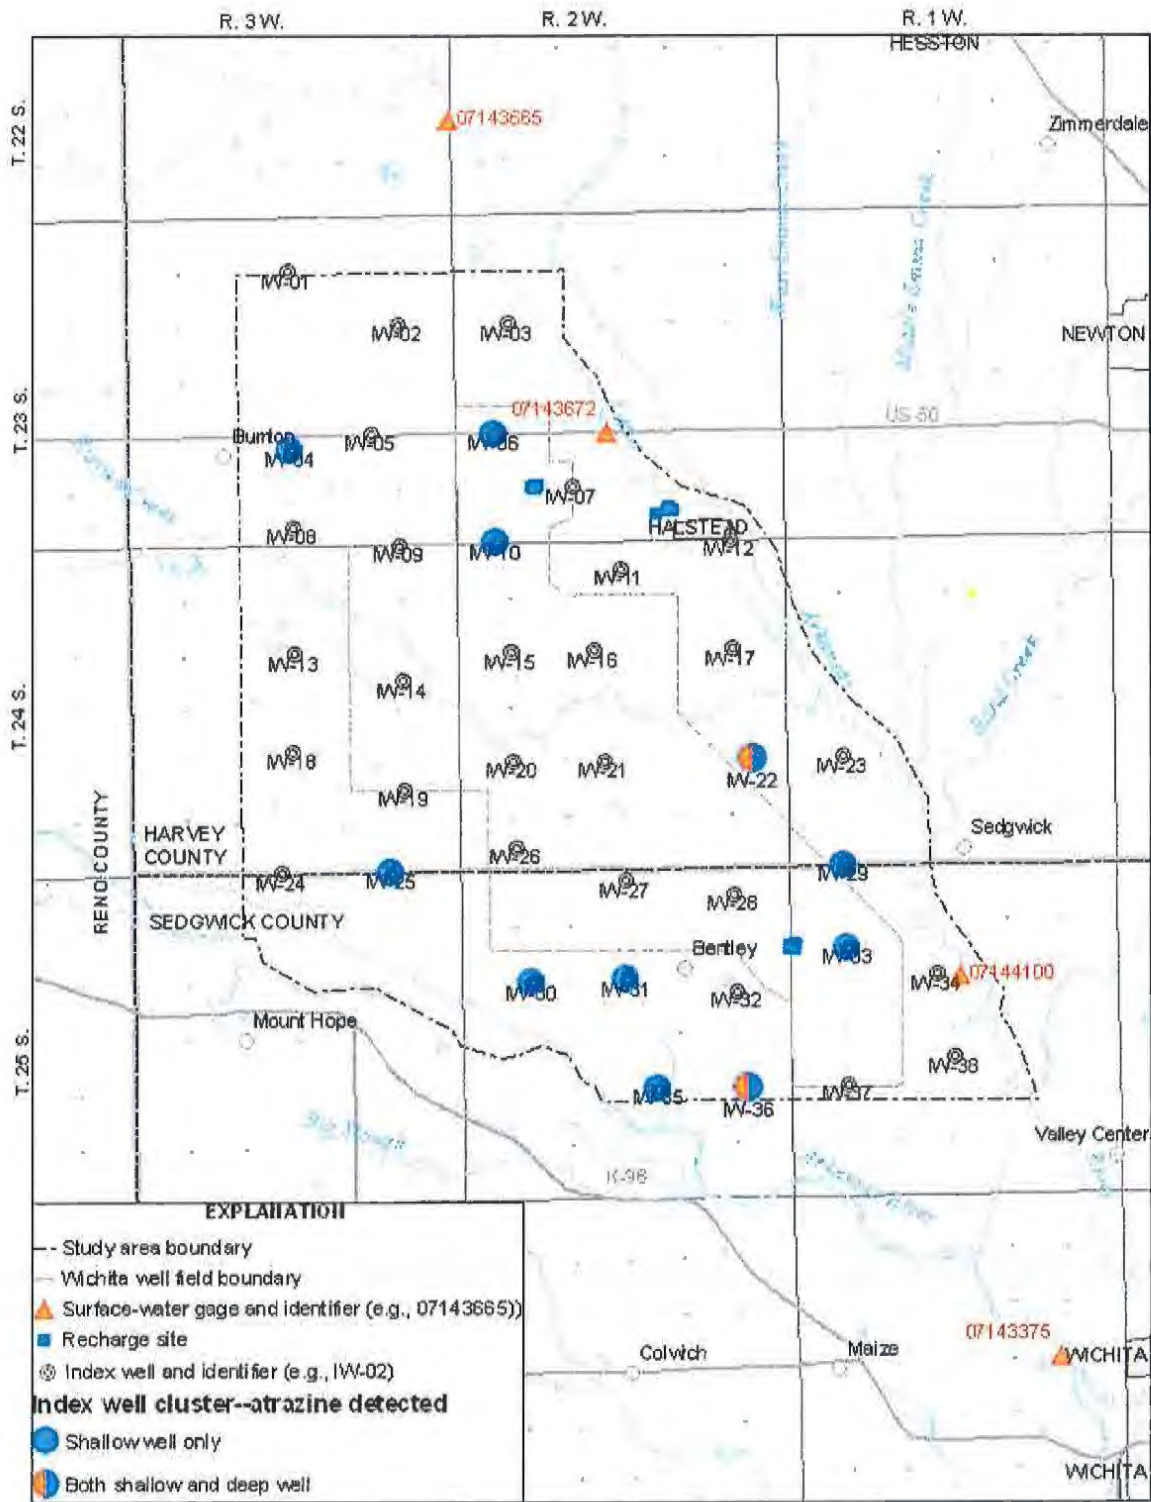 R. 3W. R. 2W. R. 1W.
HESSTON
T. 22 S.
07143665
Zimmerdale
IW-01
IW-02
IW-03
NEWTON
T. 23 S.
07143672
US-50
Burrton
IW-04
IW-05
IW-06
IW-07
HALSTEAD
IW-08
IW-09
IW-10
IW-11
IW-12
IW-13
IW-14
IW-15
IW-16
IW-17
T. 24 S.
IW-18
IW-19
IW-20
IW-21
IW-22
IW-23
Sedgwick
RENO COUNTY
HARVEY
COUNTY
IW-24
IW-25
IW-26
IW-27
IW-28
IW-29
SEDGWICK COUNTY
Bentley
IW-30
IW-31
IW-32
IW-03
IW-34
07144100
Mount Hope
T. 25 S.
IW-35
IW-36
IW-37
IW-38
Valley Center
K-96
EXPLANATION
Study area boundary
Wichita well field boundary
Surface-water gage and identifier (e.g., 07143665))
Recharge site
Index well and identifier (e.g., IW-02)
Index well cluster--atrazine detected
Shallow well only
Both shallow and deep well
07143375
WICHITA
Colwich
Maize
WICHITA